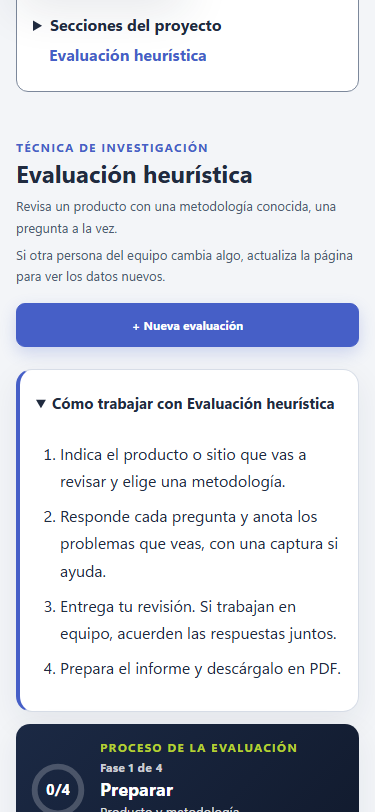 Secciones del proyecto
Evaluación heurística
TÉCNICA DE INVESTIGACIÓN
Evaluación heurística
Revisa un producto con una metodología conocida, una
pregunta a la vez.
Si otra persona del equipo cambia algo, actualiza la página
para ver los datos nuevos.
+ Nueva evaluación
Cómo trabajar con Evaluación heurística
1. Indica el producto o sitio que vas a
revisar y elige una metodología.
2. Responde cada pregunta y anota los
problemas que veas, con una captura si
ayuda.
3. Entrega tu revisión. Si trabajan en
equipo, acuerden las respuestas juntos.
4. Prepara el informe y descárgalo en PDF.
PROCESO DE LA EVALUACIÓN
Fase 1 de 4
0/4
Preparar
Producto y metodología